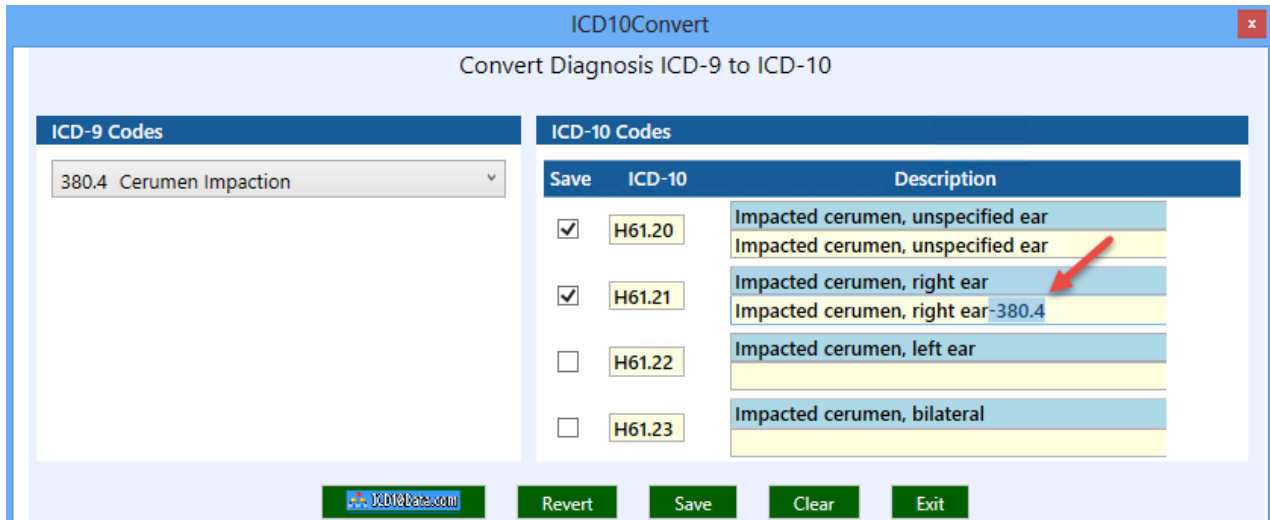 ICD10Convert
x
Convert Diagnosis ICD-9 to ICD-10
ICD-9 Codes
380.4 Cerumen Impaction
ICD-10 Codes
Save ICD-10 Description
H61.20
Impacted cerumen, unspecified ear
Impacted cerumen, unspecified ear
H61.21
Impacted cerumen, right ear
Impacted cerumen, right ear-380.4
H61.22
Impacted cerumen, left ear
H61.23
Impacted cerumen, bilateral
ICD10Data.com Revert Save Clear Exit